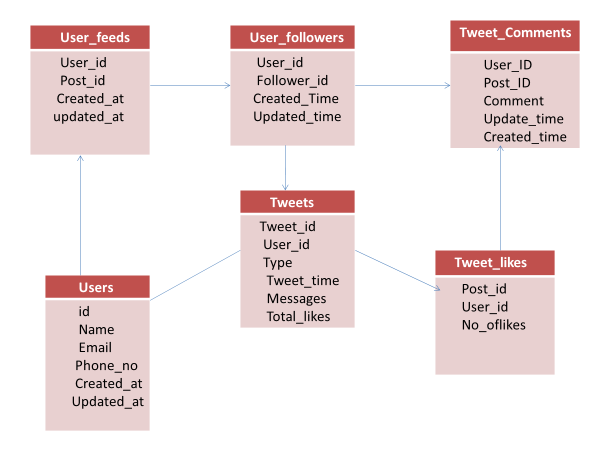 User_feeds
User_id
Post_id
Created_at
updated_at
User_followers
User_id
Follower_id
Created_Time
Updated_time
Tweet_Comments
User_ID
Post_ID
Comment
Update_time
Created_time
Users
id
Name
Email
Phone_no
Created_at
Updated_at
Tweets
Tweet_id
User_id
Type
Tweet_time
Messages
Total_likes
Tweet_likes
Post_id
User_id
No_oflikes